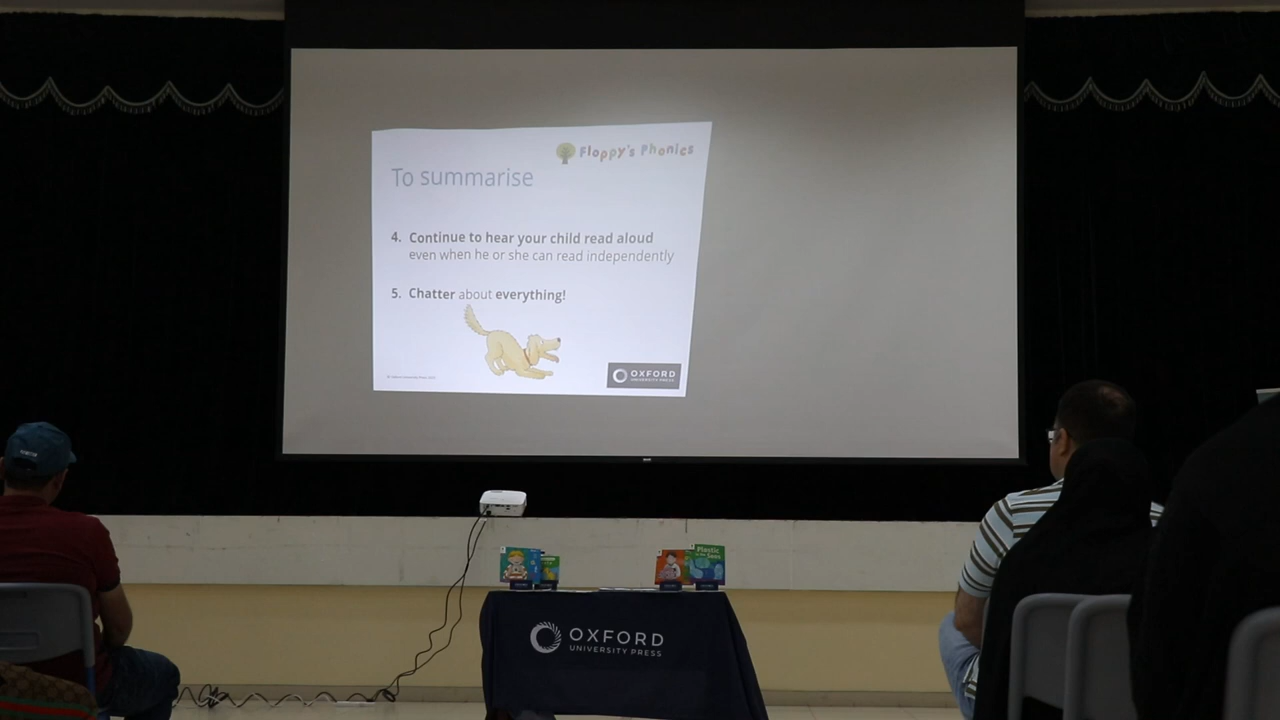 Floppy's Phonics
To summarise
4. Continue to hear your child read aloud
even when he or she can read independently
5. Chatter about everything!
OXFORD
UNIVERSITY PRESS
Plastic
OXFORD
UNIVERSITY PRESS